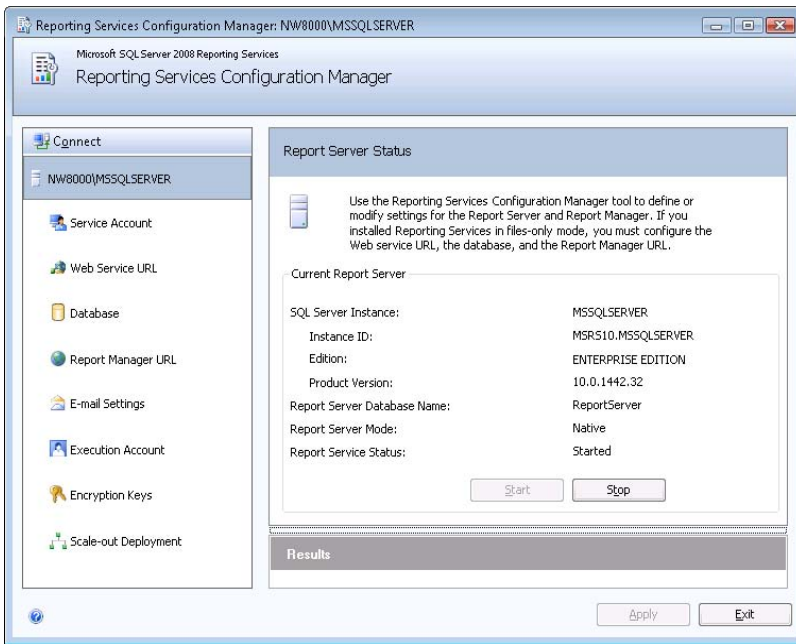 Reporting Services Configuration Manager: NW8000\MSSQLSERVER
Microsoft SQL Server 2008 Reporting Services
Reporting Services Configuration Manager
Connect
NW8000\MSSQLSERVER
Service Account
Web Service URL
Database
Report Manager URL
E-mail Settings
Execution Account
Encryption Keys
Scale-out Deployment
Report Server Status
Use the Reporting Services Configuration Manager tool to define or
modify settings for the Report Server and Report Manager. If you
installed Reporting Services in files-only mode, you must configure the
Web service URL, the database, and the Report Manager URL.
Current Report Server
SQL Server Instance: MSSQLSERVER
Instance ID: MSRS10.MSSQLSERVER
Edition: ENTERPRISE EDITION
Product Version: 10.0.1442.32
Report Server Database Name: ReportServer
Report Server Mode: Native
Report Service Status: Started
Start Stop
Results
Apply Exit